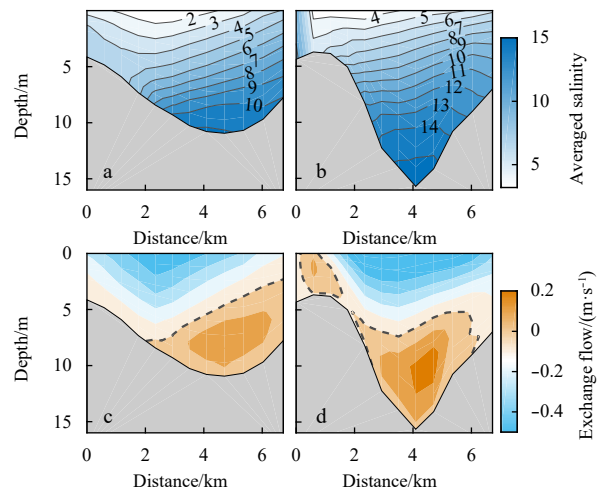 2 3 4 5 6 7 8 9 10
4 5 6 7 8 9 10 11 12 13 14
5
10
15
Depth/m
a
b
0 2 4 6
0 2 4 6
Distance/km
Distance/km
15
10
5
Averaged salinity
0
5
10
15
Depth/m
c
d
0 2 4 6
0 2 4 6
Distance/km
Distance/km
0.2
0
−0.2
−0.4
Exchange flow/(m·s⁻¹)